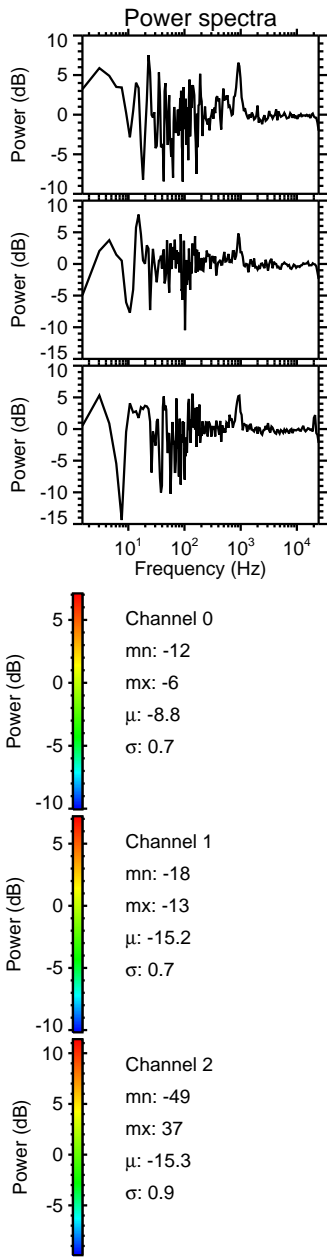 Power spectra
10
5
0
-5
-10
Power (dB)
10
5
0
-5
-10
-15
Power (dB)
10
5
0
-5
-10
-15
Power (dB)
10¹ 10² 10³ 10⁴
Frequency (Hz)
5
0
-5
-10
Power (dB)
Channel 0
mn: -12
mx: -6
μ: -8.8
σ: 0.7
5
0
-5
-10
Power (dB)
Channel 1
mn: -18
mx: -13
μ: -15.2
σ: 0.7
10
5
0
-5
Power (dB)
Channel 2
mn: -49
mx: 37
μ: -15.3
σ: 0.9